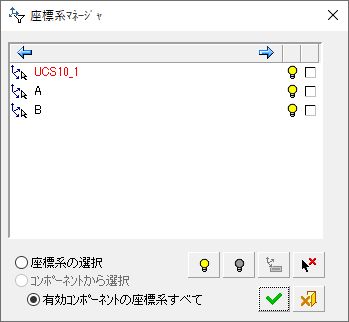 座標系ﾏﾈｰｼﾞｬ
UCS10_1
A
B
座標系の選択
コンポーネントから選択
有効コンポーネントの座標系すべて